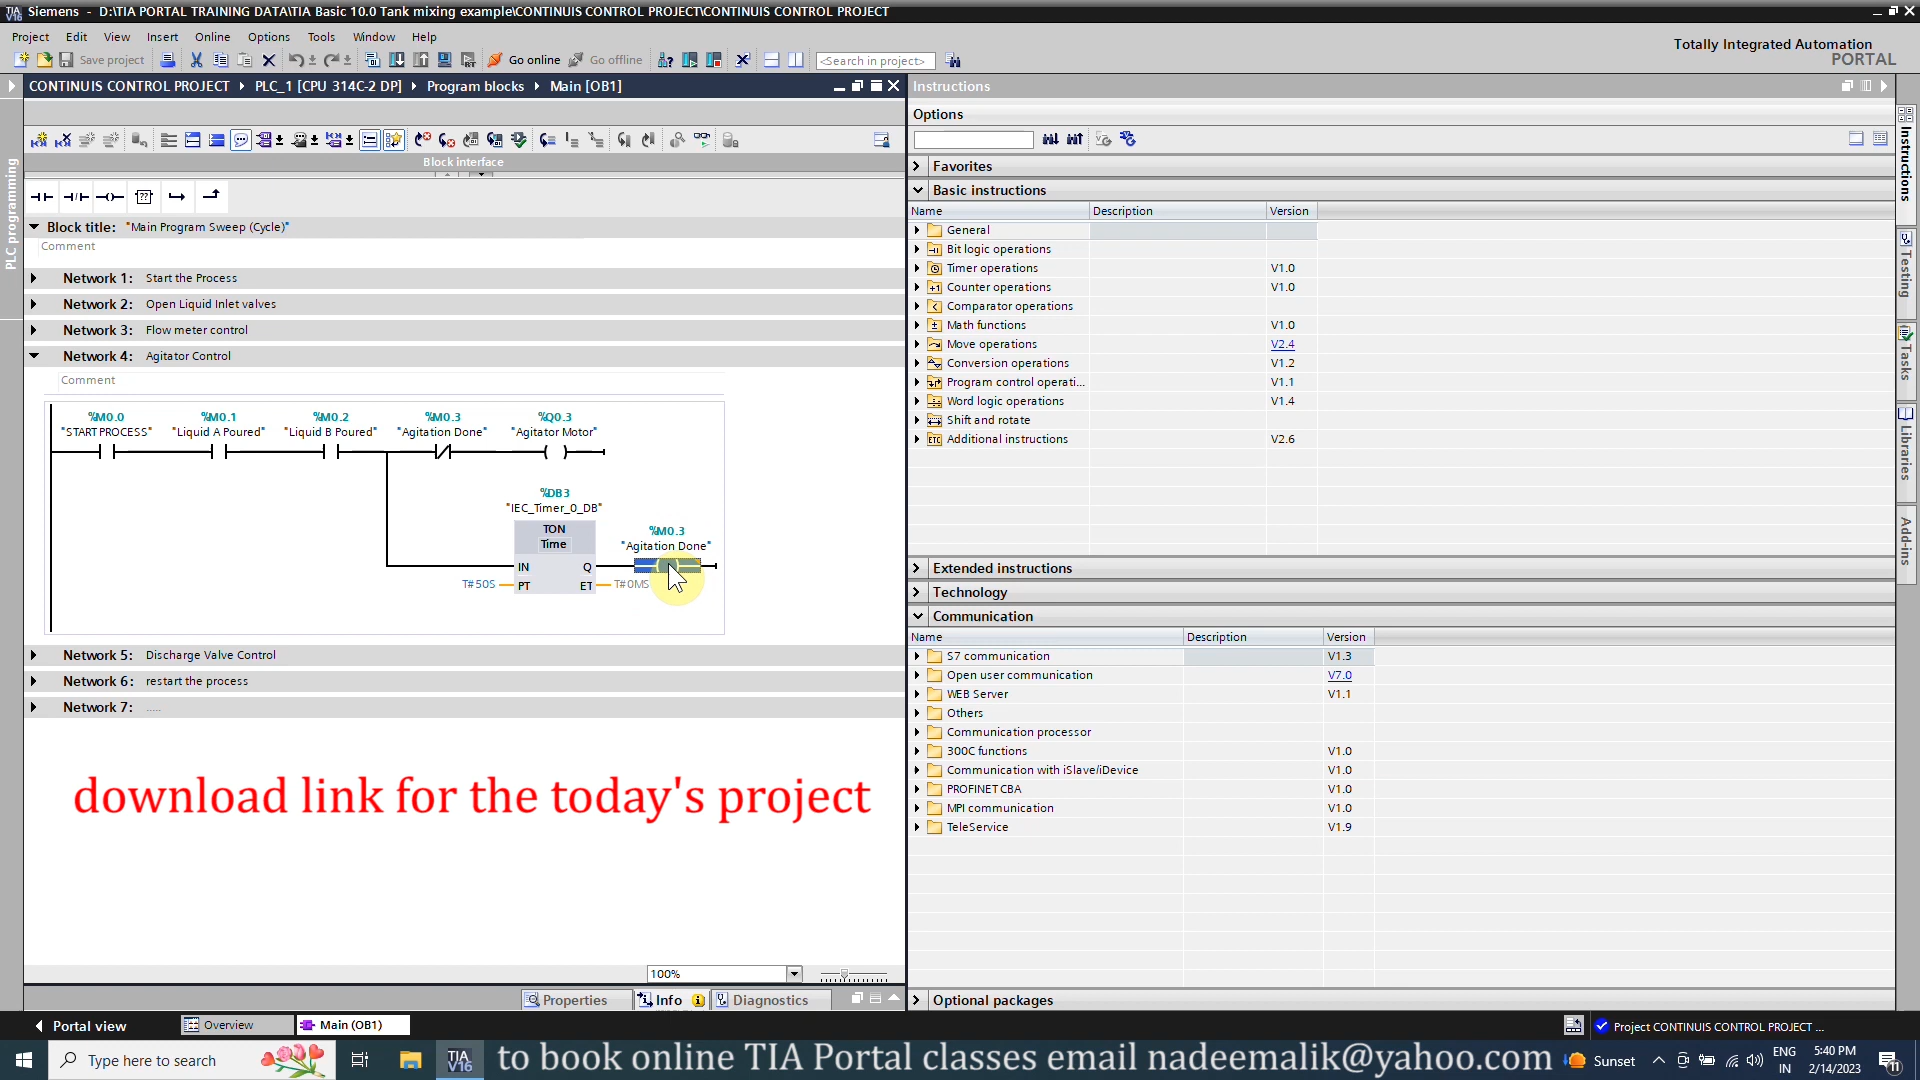 Siemens - D:\TIA PORTAL TRAINING DATA\TIA Basic 10.0 Tank mixing example\CONTINUIS CONTROL PROJECT\CONTINUIS CONTROL PROJECT
Project Edit View Insert Online Options Tools Window Help
Totally Integrated Automation
PORTAL
Save project Go online Go offline <Search in project>
CONTINUIS CONTROL PROJECT PLC_1 [CPU 314C-2 DP] Program blocks Main [OB1]
Block interface
PLC programming
Block title: "Main Program Sweep (Cycle)"
Comment
Network 1: Start the Process
Network 2: Open Liquid Inlet valves
Network 3: Flow meter control
Network 4: Agitator Control
Comment
%M0.0 %M0.1 %M0.2 %M0.3 %Q0.3
"START PROCESS" "Liquid A Poured" "Liquid B Poured" "Agitation Done" "Agitator Motor"
%DB3
"IEC_Timer_0_DB"
TON
Time
%M0.3
"Agitation Done"
IN Q
T#50S PT ET T#0MS
Network 5: Discharge Valve Control
Network 6: restart the process
Network 7: .....
download link for the today's project
100%
Properties Info Diagnostics
Instructions
Options
Favorites
Basic instructions
Name Description Version
General
Bit logic operations
Timer operations V1.0
Counter operations V1.0
Comparator operations
Math functions V1.0
Move operations V2.4
Conversion operations V1.2
Program control operati... V1.1
Word logic operations V1.4
Shift and rotate
Additional instructions V2.6
Extended instructions
Technology
Communication
Name Description Version
S7 communication V1.3
Open user communication V7.0
WEB Server V1.1
Others
Communication processor
300C functions V1.0
Communication with iSlave/iDevice V1.0
PROFINET CBA V1.0
MPI communication V1.0
TeleService V1.9
Optional packages
Instructions
Testing
Tasks
Libraries
Add-ins
Portal view Overview Main (OB1) Project CONTINUIS CONTROL PROJECT ...
Type here to search
TIA
V16
to book online TIA Portal classes email nadeemalik@yahoo.com
Sunset
ENG
IN
5:40 PM
2/14/2023
11